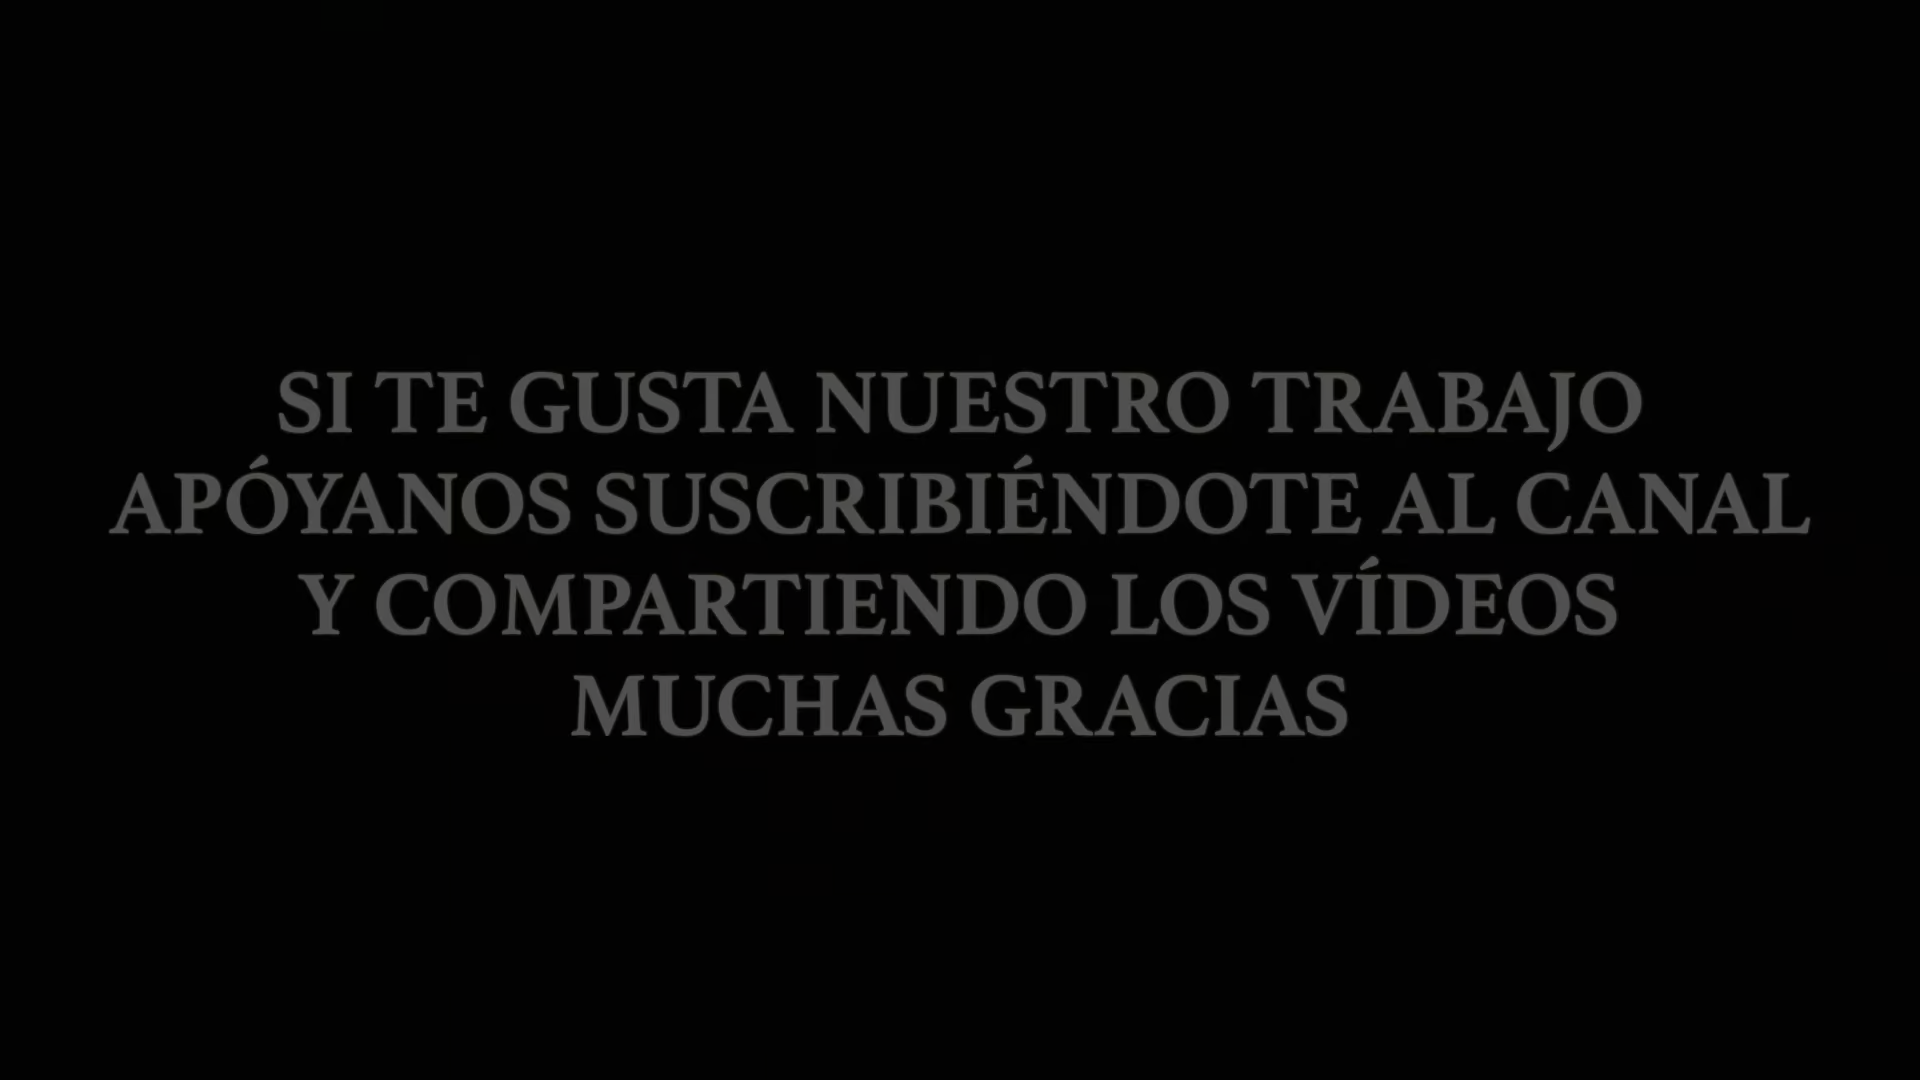 SI TE GUSTA NUESTRO TRABAJO
APÓYANOS SUSCRIBIÉNDOTE AL CANAL
Y COMPARTIENDO LOS VÍDEOS
MUCHAS GRACIAS